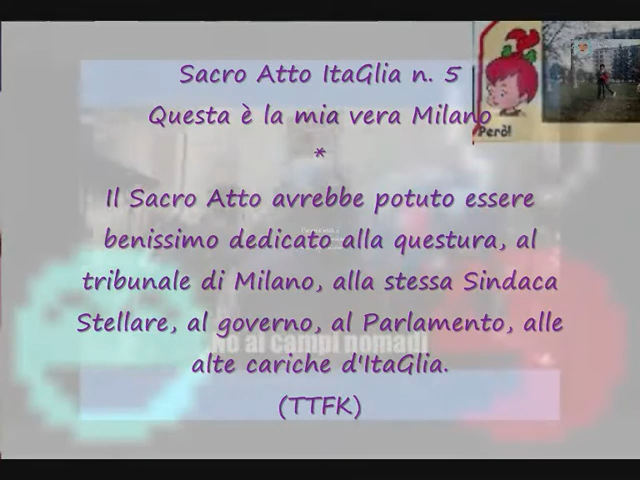 Sacro Atto ItaGlia n. 5
Questa è la mia vera Milano
*
Il Sacro Atto avrebbe potuto essere
benissimo dedicato alla questura, al
tribunale di Milano, alla stessa Sindaca
Stellare, al governo, al Parlamento, alle
alte cariche d'ItaGlia.
(TTFK)
Però!
no ai campi nomadi